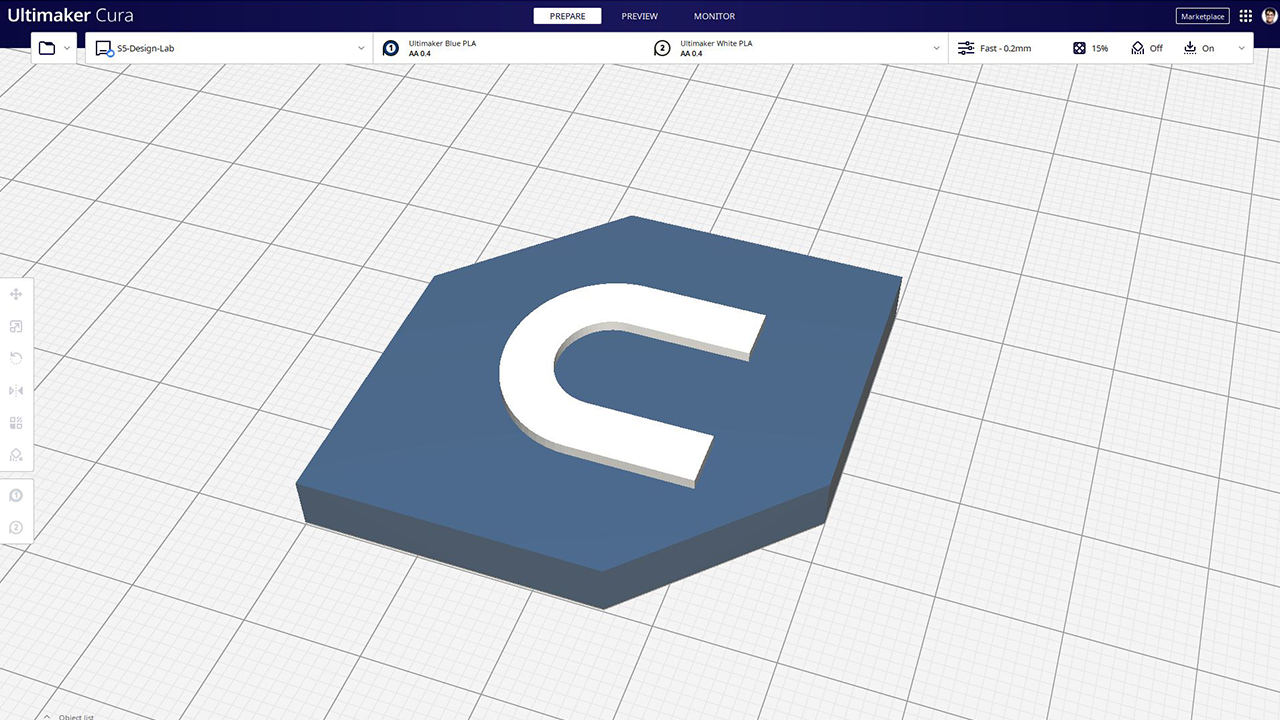 Ultimaker Cura
PREPARE
PREVIEW
MONITOR
Marketplace
S5-Design-Lab
1
Ultimaker Blue PLA
AA 0.4
2
Ultimaker White PLA
AA 0.4
Fast - 0.2mm
15%
Off
On
1
2
Object list